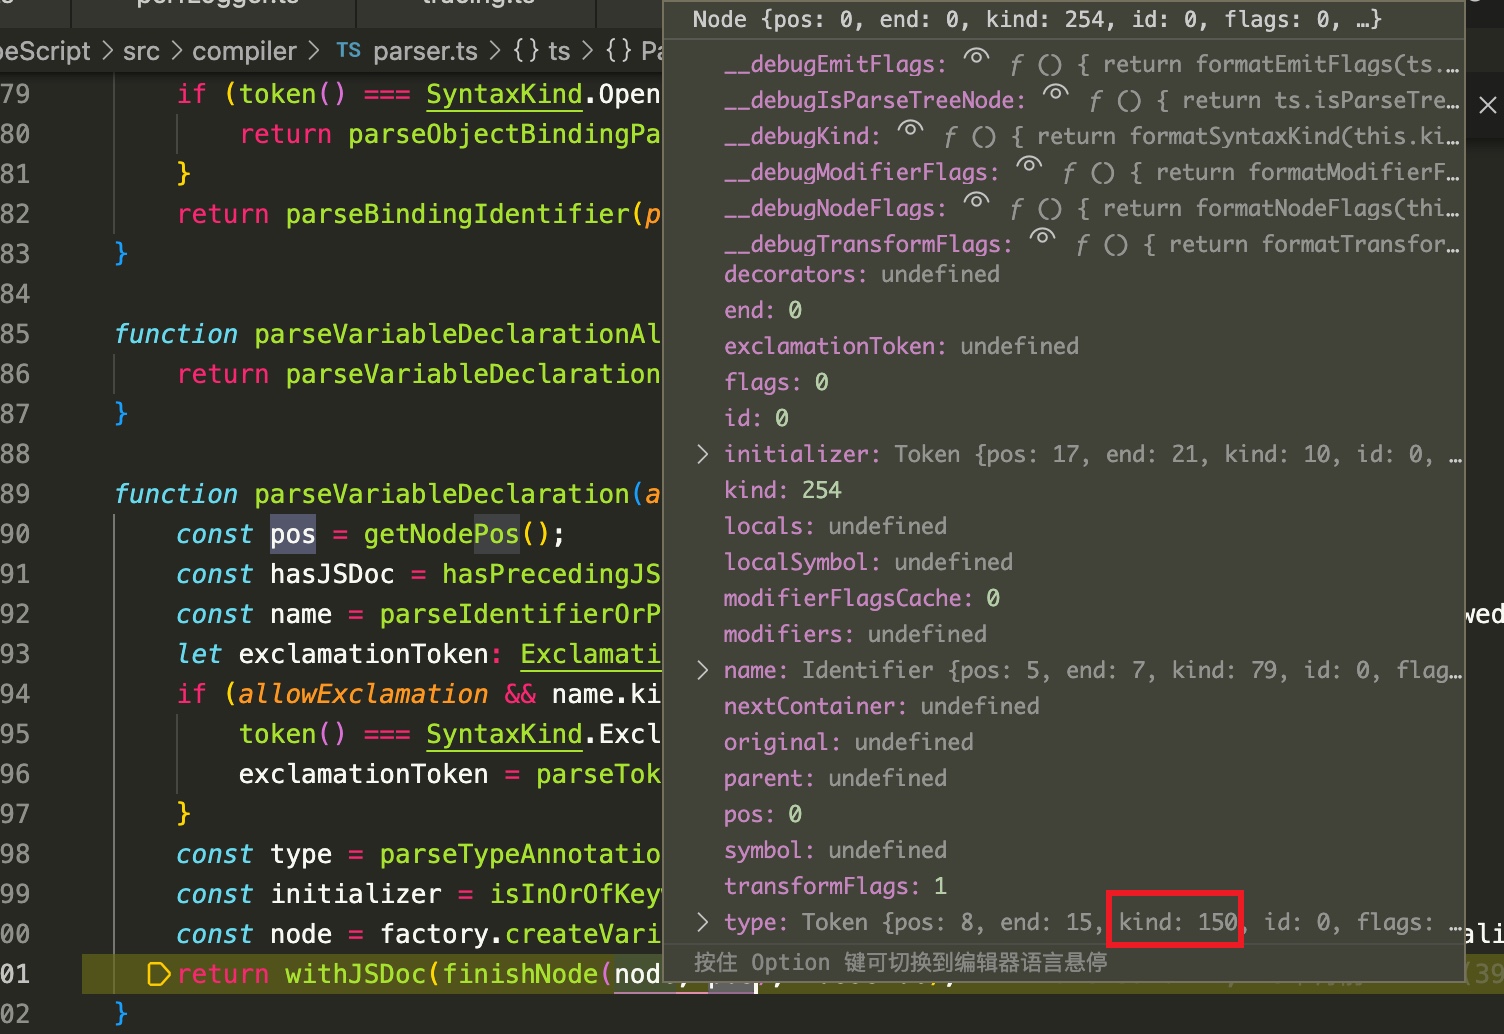 Node {pos: 0, end: 0, kind: 254, id: 0, flags: 0, …}
eScript > src > compiler > TS parser.ts > {} ts > {} Pa
79 if (token() === SyntaxKind.Open
80 return parseObjectBindingPa
81 }
82 return parseBindingIdentifier(p
83 }
84
85 function parseVariableDeclarationAl
86 return parseVariableDeclaration
87 }
88
89 function parseVariableDeclaration(a
90 const pos = getNodePos();
91 const hasJSDoc = hasPrecedingJS
92 const name = parseIdentifierOrP
93 let exclamationToken: Exclamati
94 if (allowExclamation && name.ki
95 token() === SyntaxKind.Excl
96 exclamationToken = parseTok
97 }
98 const type = parseTypeAnnotatio
99 const initializer = isInOrOfKey
00 const node = factory.createVari
01 return withJSDoc(finishNode(nod
02 }
__debugEmitFlags: ƒ () { return formatEmitFlags(ts.…
__debugIsParseTreeNode: ƒ () { return ts.isParseTre…
__debugKind: ƒ () { return formatSyntaxKind(this.ki…
__debugModifierFlags: ƒ () { return formatModifierF…
__debugNodeFlags: ƒ () { return formatNodeFlags(thi…
__debugTransformFlags: ƒ () { return formatTransfor…
decorators: undefined
end: 0
exclamationToken: undefined
flags: 0
id: 0
> initializer: Token {pos: 17, end: 21, kind: 10, id: 0, …
kind: 254
locals: undefined
localSymbol: undefined
modifierFlagsCache: 0
modifiers: undefined
> name: Identifier {pos: 5, end: 7, kind: 79, id: 0, flag…
nextContainer: undefined
original: undefined
parent: undefined
pos: 0
symbol: undefined
transformFlags: 1
> type: Token {pos: 8, end: 15, kind: 150, id: 0, flags: …
按住 Option 键可切换到编辑器语言悬停
wed
ali
(39